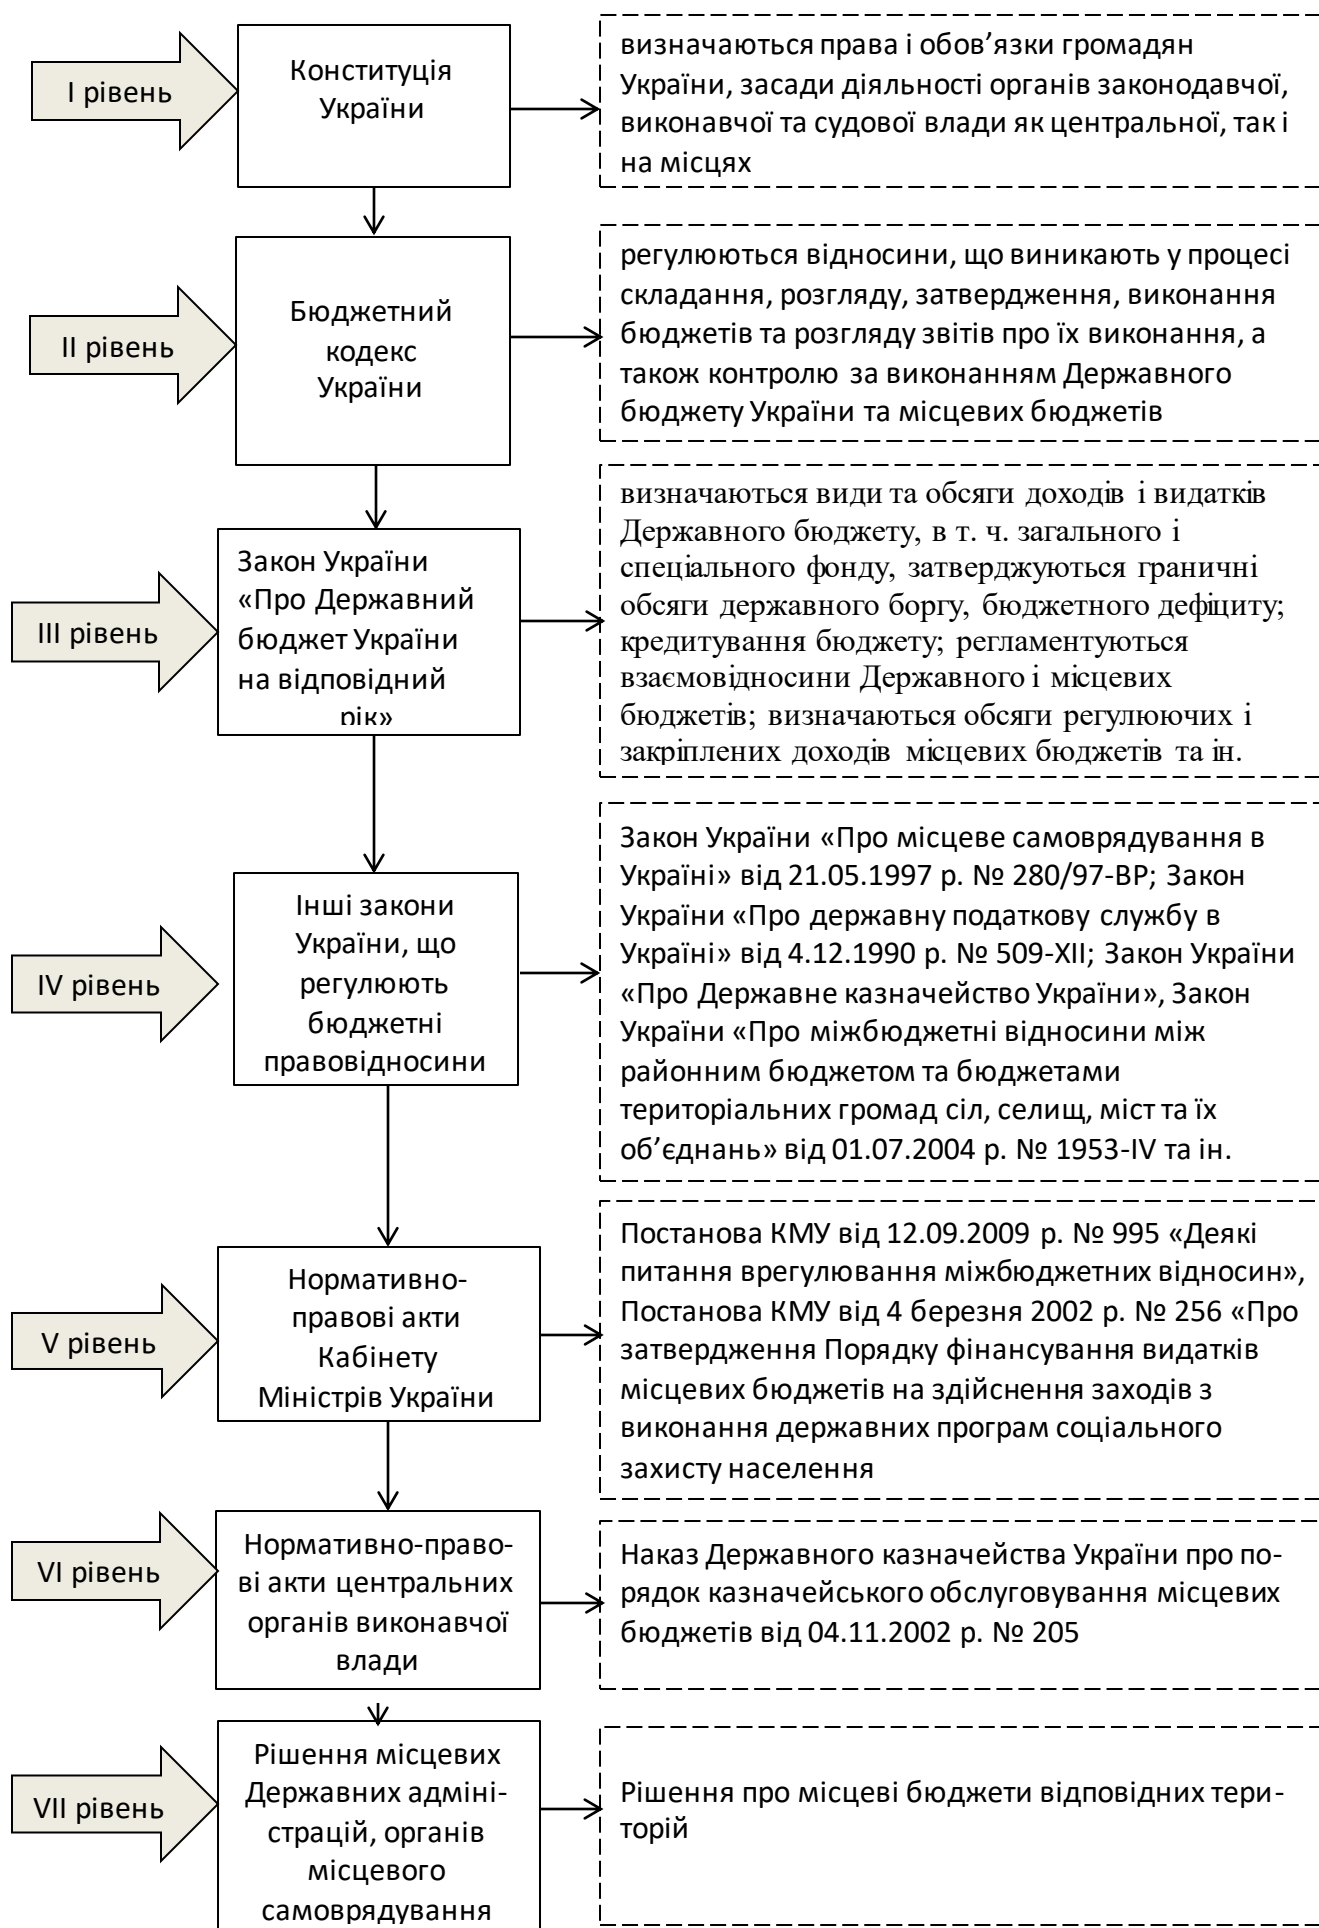 І рівень
Конституція
України
визначаються права і обов’язки громадян
України, засади діяльності органів законодавчої,
виконавчої та судової влади як центральної, так і
на місцях
ІІ рівень
Бюджетний
кодекс
України
регулюються відносини, що виникають у процесі
складання, розгляду, затвердження, виконання
бюджетів та розгляду звітів про їх виконання, а
також контролю за виконанням Державного
бюджету України та місцевих бюджетів
ІІІ рівень
Закон України
«Про Державний
бюджет України
на відповідний
рік»
визначаються види та обсяги доходів і видатків
Державного бюджету, в т. ч. загального і
спеціального фонду, затверджуються граничні
обсяги державного боргу, бюджетного дефіциту;
кредитування бюджету; регламентуються
взаємовідносини Державного і місцевих
бюджетів; визначаються обсяги регулюючих і
закріплених доходів місцевих бюджетів та ін.
IV рівень
Інші закони
України, що
регулюють
бюджетні
правовідносини
Закон України «Про місцеве самоврядування в
Україні» від 21.05.1997 р. № 280/97-ВР; Закон
України «Про державну податкову службу в
Україні» від 4.12.1990 р. № 509-XII; Закон України
«Про Державне казначейство України», Закон
України «Про міжбюджетні відносини між
районним бюджетом та бюджетами
територіальних громад сіл, селищ, міст та їх
об’єднань» від 01.07.2004 р. № 1953-IV та ін.
V рівень
Нормативно-
правові акти
Кабінету
Міністрів України
Постанова КМУ від 12.09.2009 р. № 995 «Деякі
питання врегулювання міжбюджетних відносин»,
Постанова КМУ від 4 березня 2002 р. № 256 «Про
затвердження Порядку фінансування видатків
місцевих бюджетів на здійснення заходів з
виконання державних програм соціального
захисту населення
VI рівень
Нормативно-право-
ві акти центральних
органів виконавчої
влади
Наказ Державного казначейства України про по-
рядок казначейського обслуговування місцевих
бюджетів від 04.11.2002 р. № 205
VII рівень
Рішення місцевих
Державних адміні-
страцій, органів
місцевого
самоврядування
Рішення про місцеві бюджети відповідних тери-
торій